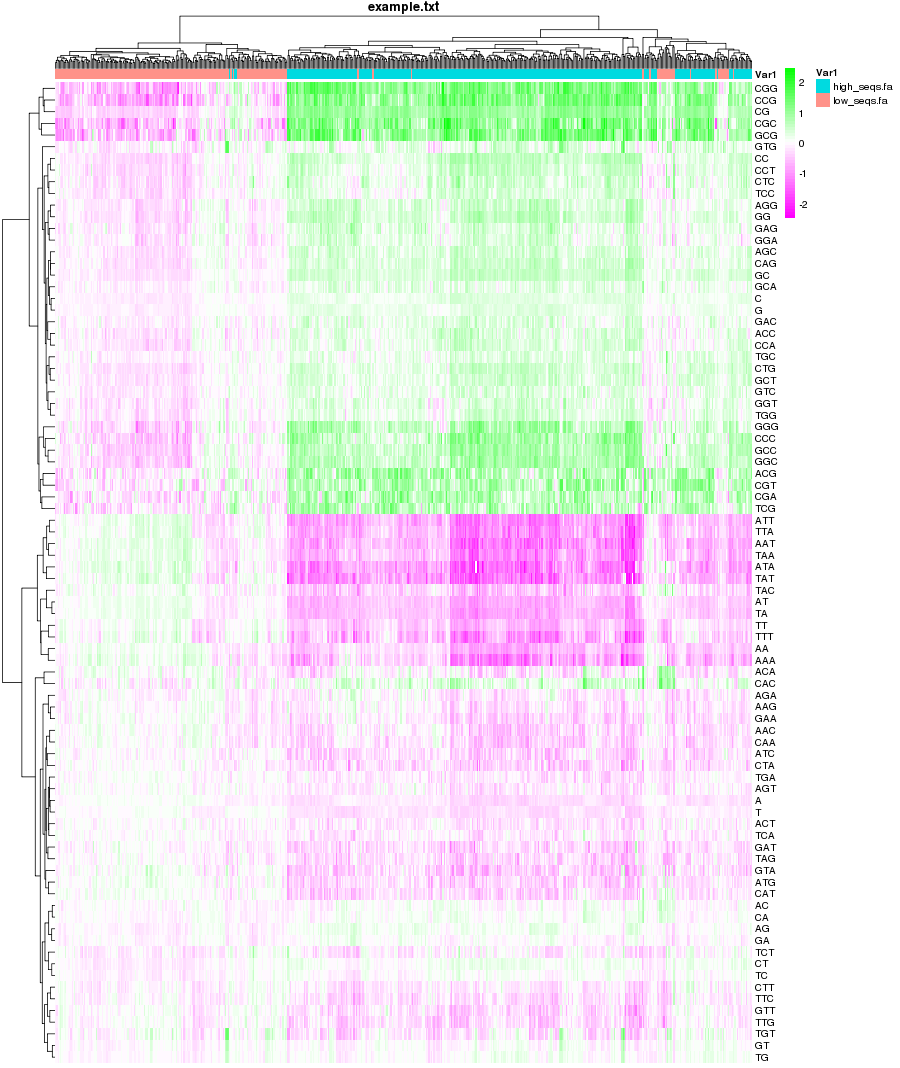 example.txt
Var1
CGG
CCG
CG
CGC
GCG
GTG
CC
CCT
CTC
TCC
AGG
GG
GAG
GGA
AGC
CAG
GC
GCA
C
G
GAC
ACC
CCA
TGC
CTG
GCT
GTC
GGT
TGG
GGG
CCC
GCC
GGC
ACG
CGT
CGA
TCG
ATT
TTA
AAT
TAA
ATA
TAT
TAC
AT
TA
TT
TTT
AA
AAA
ACA
CAC
AGA
AAG
GAA
AAC
CAA
ATC
CTA
TGA
AGT
A
T
ACT
TCA
GAT
TAG
GTA
ATG
CAT
AC
CA
AG
GA
TCT
CT
TC
CTT
TTC
GTT
TTG
TGT
GT
TG
2
1
0
-1
-2
Var1
high_seqs.fa
low_seqs.fa